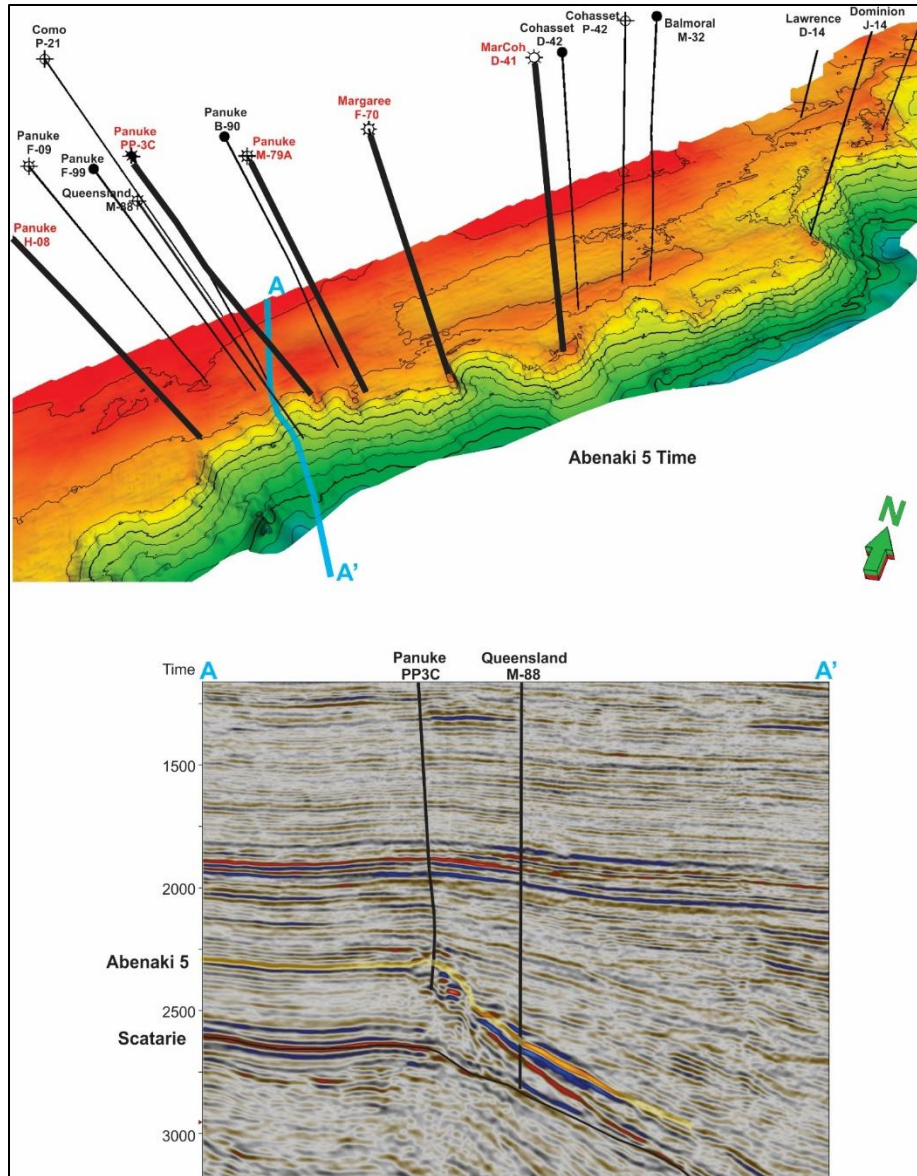 Como
P-21
Cohasset
D-42
Cohasset
P-42
Balmoral
M-32
Lawrence
D-14
Dominion
J-14
MarCoh
D-41
Panuke
B-90
Margaree
F-70
Panuke
F-09
Panuke
F-99
Panuke
PP-3C
Panuke
M-79A
Queensland
M-88
Panuke
H-08
A
Abenaki 5 Time
N
A'
Time
A
Panuke
PP3C
Queensland
M-88
A'
1500
2000
Abenaki 5
2500
Scatarie
3000